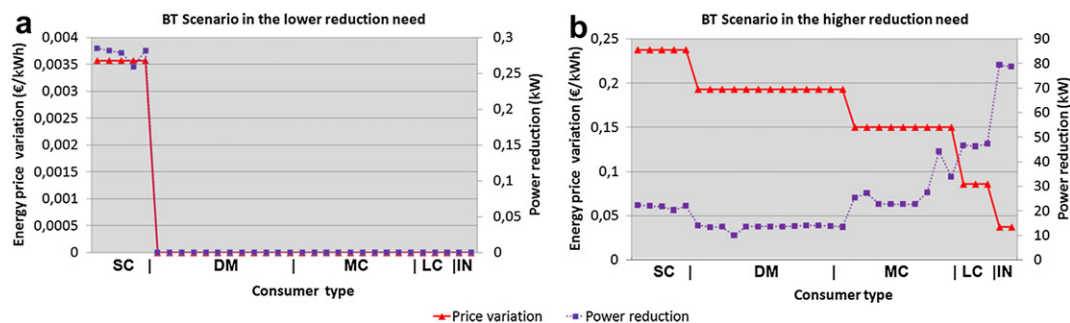 a
BT Scenario in the lower reduction need
Energy price variation (€/kWh)
0,004
0,0035
0,003
0,0025
0,002
0,0015
0,001
0,0005
0
0,3
0,25
0,2
0,15
0,1
0,05
0
Power reduction (kW)
SC | DM | MC | LC | IN
Consumer type
b
BT Scenario in the higher reduction need
Energy price variation (€/kWh)
0,25
0,2
0,15
0,1
0,05
0
90
80
70
60
50
40
30
20
10
0
Power reduction (kW)
SC | DM | MC | LC | IN
Consumer type
Price variation Power reduction